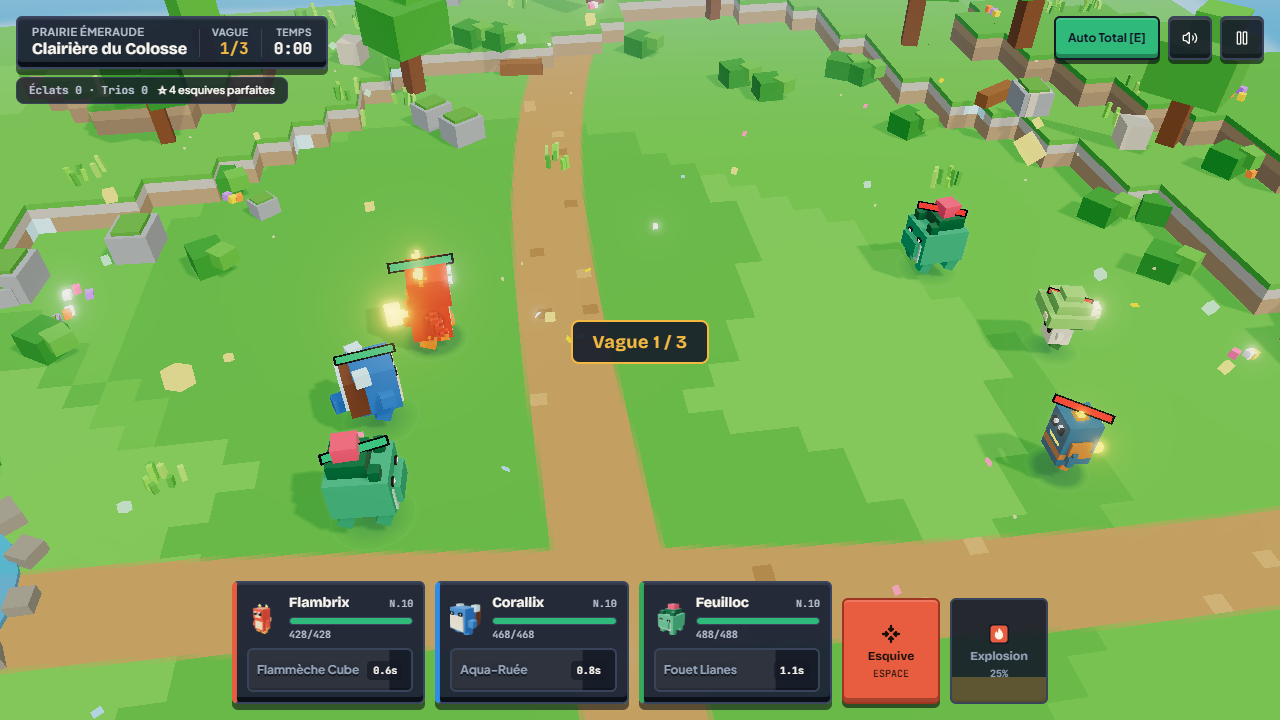 PRAIRIE ÉMERAUDE
Clairière du Colosse
VAGUE
1/3
TEMPS
0:00
Éclats 0 · Trios 0 ★ 4 esquives parfaites
Auto Total [E]
Vague 1 / 3
Flambrix N.10
428/428
Flammèche Cube 0.6s
Corallix N.10
468/468
Aqua-Ruée 0.8s
Feuilloc N.10
488/488
Fouet Lianes 1.1s
Esquive
ESPACE
Explosion
25%